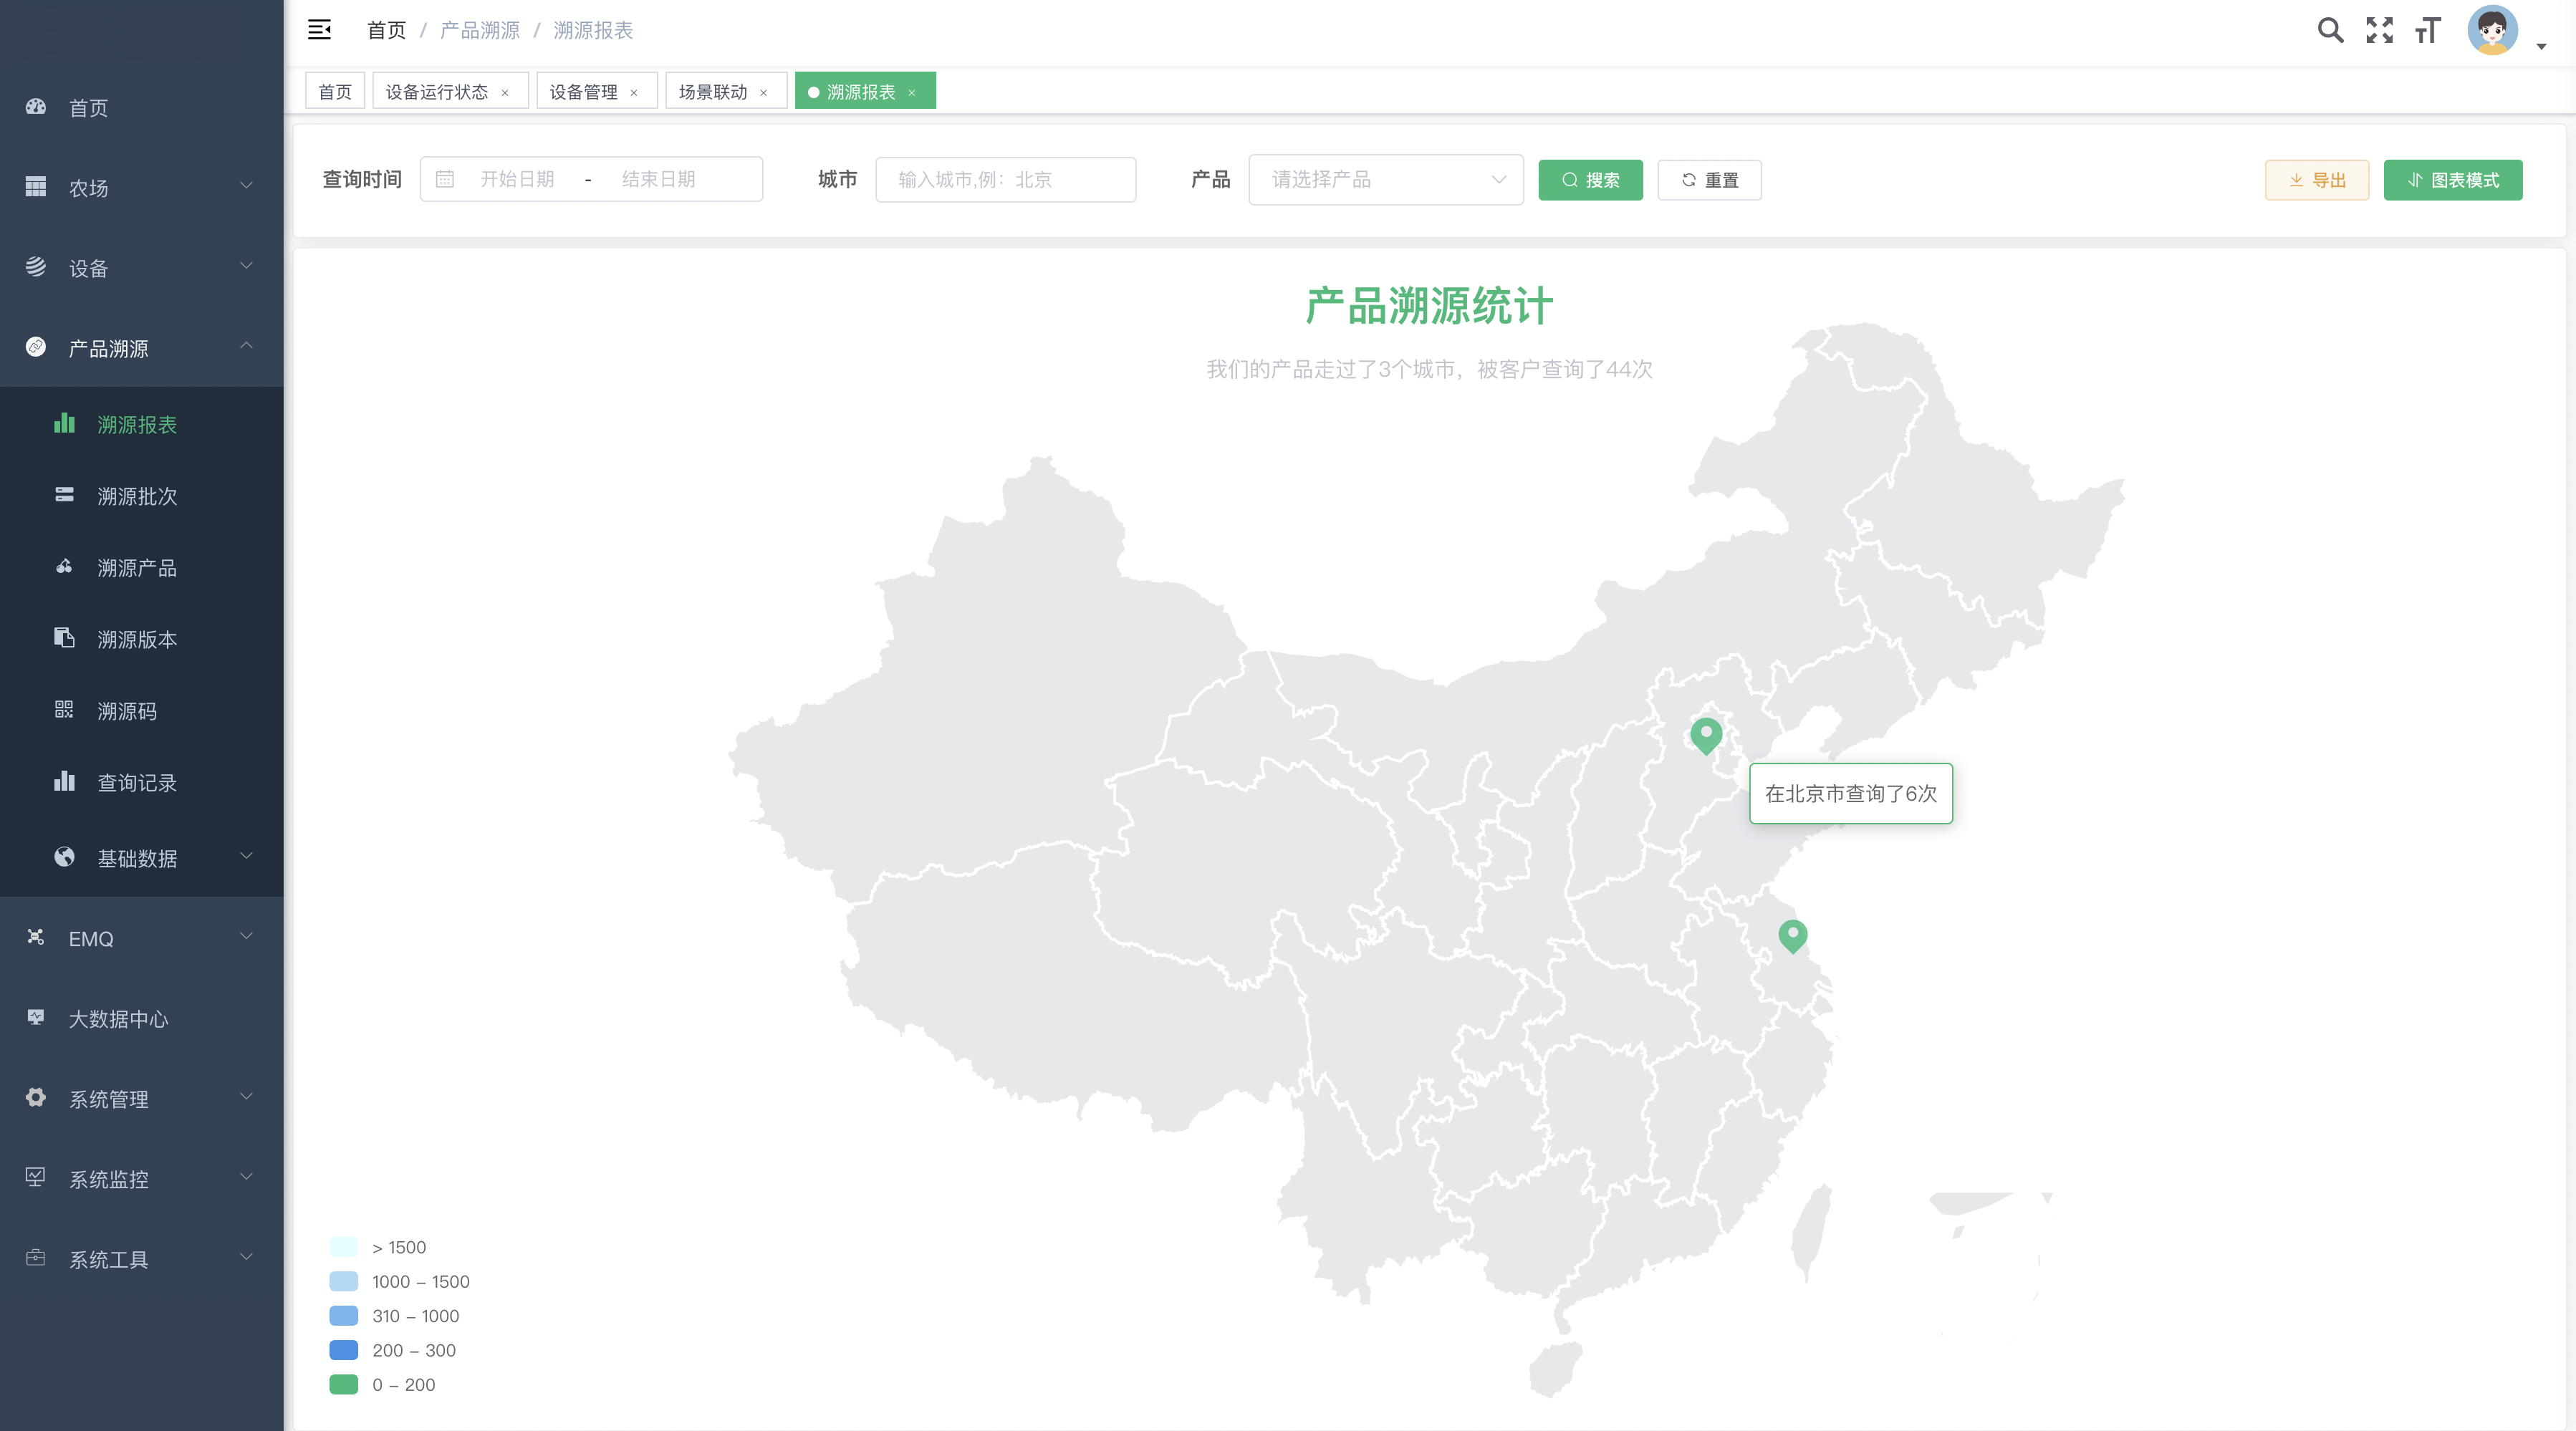 首页
农场
设备
产品溯源
溯源报表
溯源批次
溯源产品
溯源版本
溯源码
查询记录
基础数据
EMQ
大数据中心
系统管理
系统监控
系统工具
首页 / 产品溯源 / 溯源报表
首页 设备运行状态 × 设备管理 × 场景联动 × 溯源报表 ×
查询时间 开始日期 - 结束日期 城市 输入城市,例：北京 产品 请选择产品 搜索 重置 导出 图表模式
产品溯源统计
我们的产品走过了3个城市，被客户查询了44次
在北京市查询了6次
> 1500
1000 – 1500
310 – 1000
200 – 300
0 – 200